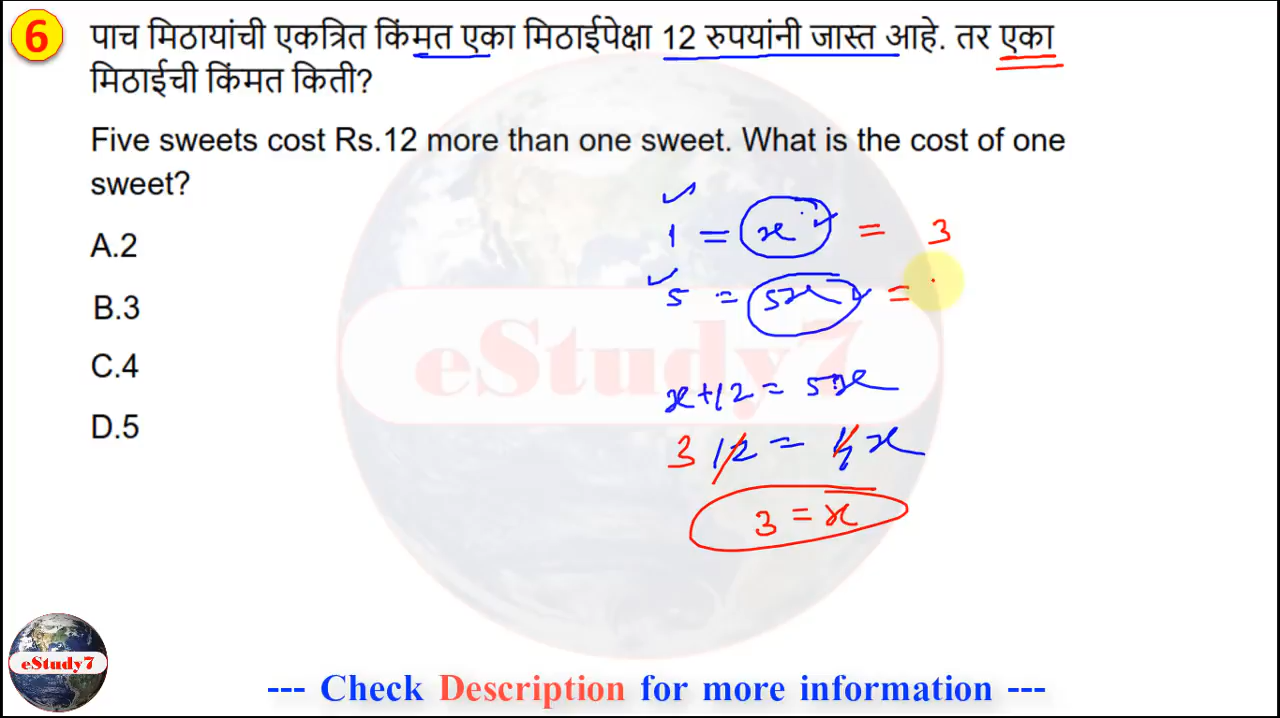 6
पाच मिठायांची एकत्रित किंमत एका मिठाईपेक्षा 12 रुपयांनी जास्त आहे. तर एका
मिठाईची किंमत किती?
Five sweets cost Rs.12 more than one sweet. What is the cost of one
sweet?
A.2
B.3
C.4
D.5
1 = x = 3
5 = 5x =
x+12 = 5x
3 12 = 4x
3 = x
eStudy7
eStudy7
--- Check Description for more information ---